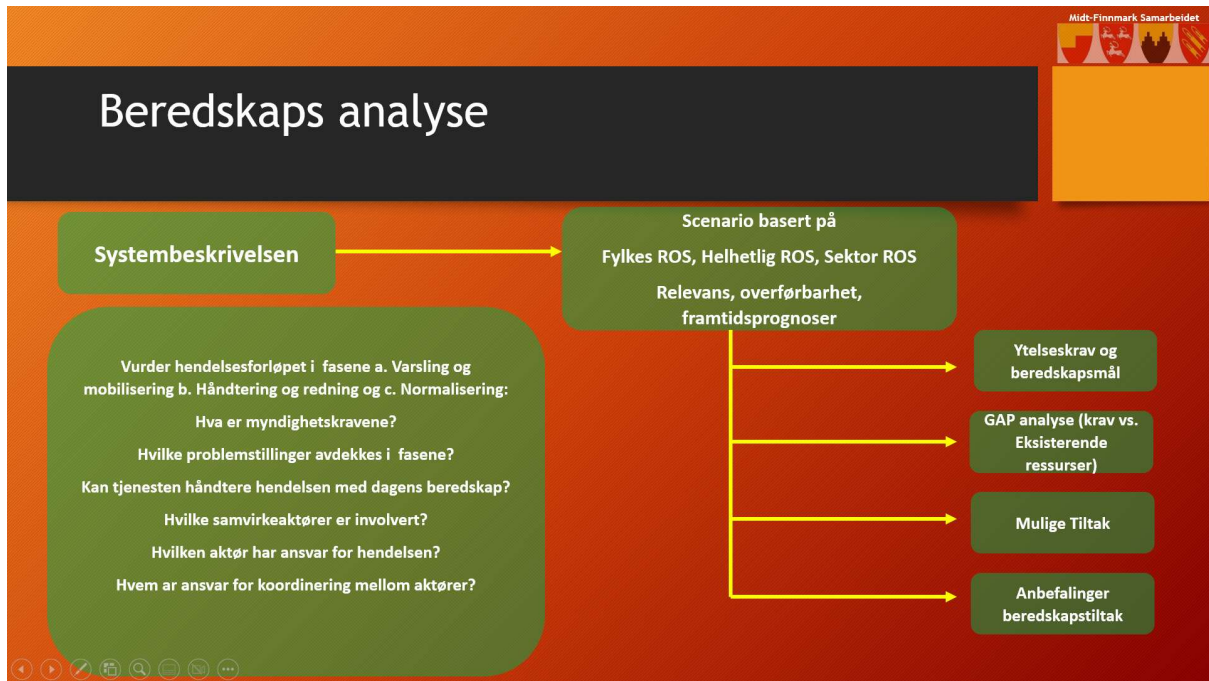 Midt-Finnmark Samarbeidet
Beredskaps analyse
Systembeskrivelsen
Scenario basert på
Fylkes ROS, Helhetlig ROS, Sektor ROS
Relevans, overførbarhet,
framtidsprognoser
Vurder hendelsesforløpet i  fasene a. Varsling og
mobilisering b. Håndtering og redning og c. Normalisering:
Hva er myndighetskravene?
Hvilke problemstillinger avdekkes i  fasene?
Kan tjenesten håndtere hendelsen med dagens beredskap?
Hvilke samvirkeaktører er involvert?
Hvilken aktør har ansvar for hendelsen?
Hvem ar ansvar for koordinering mellom aktører?
Ytelseskrav og
beredskapsmål
GAP analyse (krav vs.
Eksisterende
ressurser)
Mulige Tiltak
Anbefalinger
beredskapstiltak